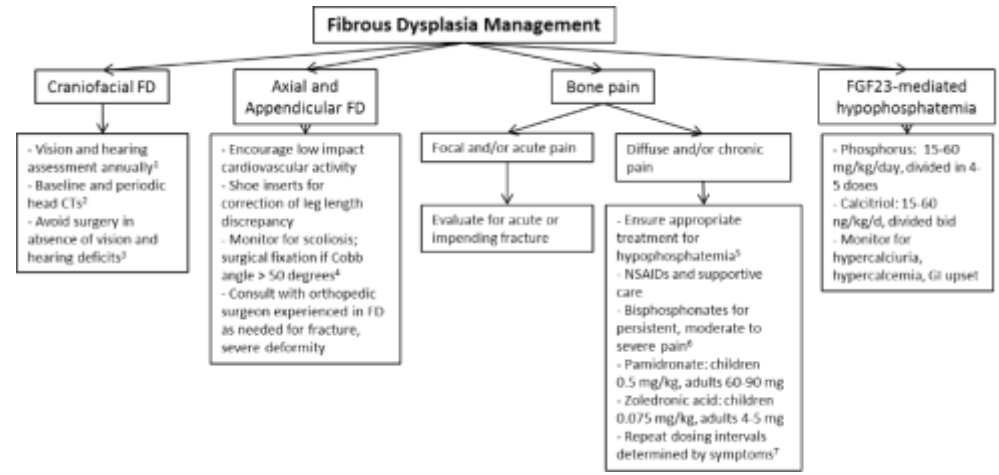 Fibrous Dysplasia Management
Craniofacial FD
- Vision and hearing
assessment annually¹
- Baseline and periodic
head CTs²
- Avoid surgery in
absence of vision and
hearing deficits³
Axial and
Appendicular FD
- Encourage low impact
cardiovascular activity
- Shoe inserts for
correction of leg length
discrepancy
- Monitor for scoliosis;
surgical fixation if Cobb
angle > 50 degrees⁴
- Consult with orthopedic
surgeon experienced in FD
as needed for fracture,
severe deformity
Bone pain
Focal and/or acute pain
Evaluate for acute or
impending fracture
Diffuse and/or chronic
pain
- Ensure appropriate
treatment for
hypophosphatemia⁵
- NSAIDs and supportive
care
- Bisphosphonates for
persistent, moderate to
severe pain⁶
- Pamidronate: children
0.5 mg/kg, adults 60-90 mg
- Zoledronic acid: children
0.075 mg/kg, adults 4-5 mg
- Repeat dosing intervals
determined by symptoms⁷
FGF23-mediated
hypophosphatemia
- Phosphorus: 15-60
mg/kg/day, divided in 4-
5 doses
- Calcitriol: 15-60
ng/kg/d, divided bid
- Monitor for
hypercalciuria,
hypercalcemia, GI upset